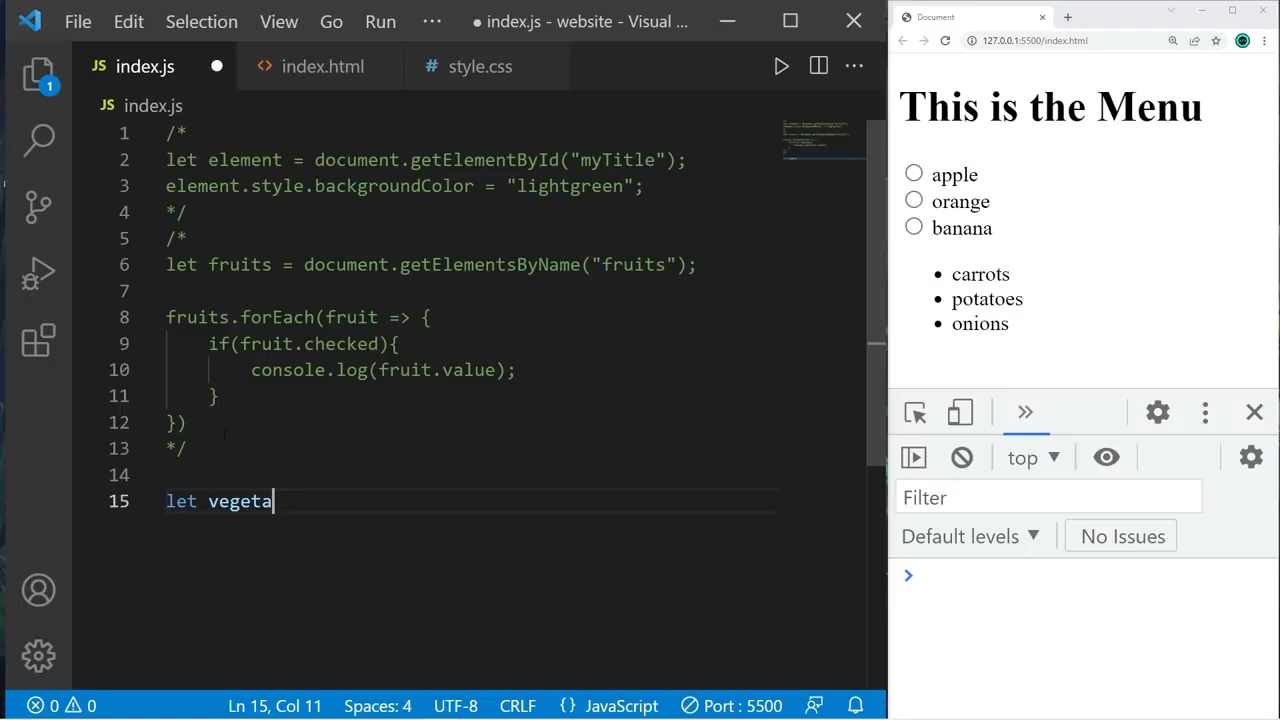 File Edit Selection View Go Run ··· ● index.js - website - Visual ...
JS index.js ● <> index.html # style.css
JS index.js
1 /*
2 let element = document.getElementById("myTitle");
3 element.style.backgroundColor = "lightgreen";
4 */
5 /*
6 let fruits = document.getElementsByName("fruits");
7
8 fruits.forEach(fruit => {
9 if(fruit.checked){
10 console.log(fruit.value);
11 }
12 })
13 */
14
15 let vegeta
1
0 0 Ln 15, Col 11 Spaces: 4 UTF-8 CRLF {} JavaScript Port : 5500
Document
127.0.0.1:5500/index.html
This is the Menu
apple
orange
banana
• carrots
• potatoes
• onions
top
Filter
Default levels No Issues